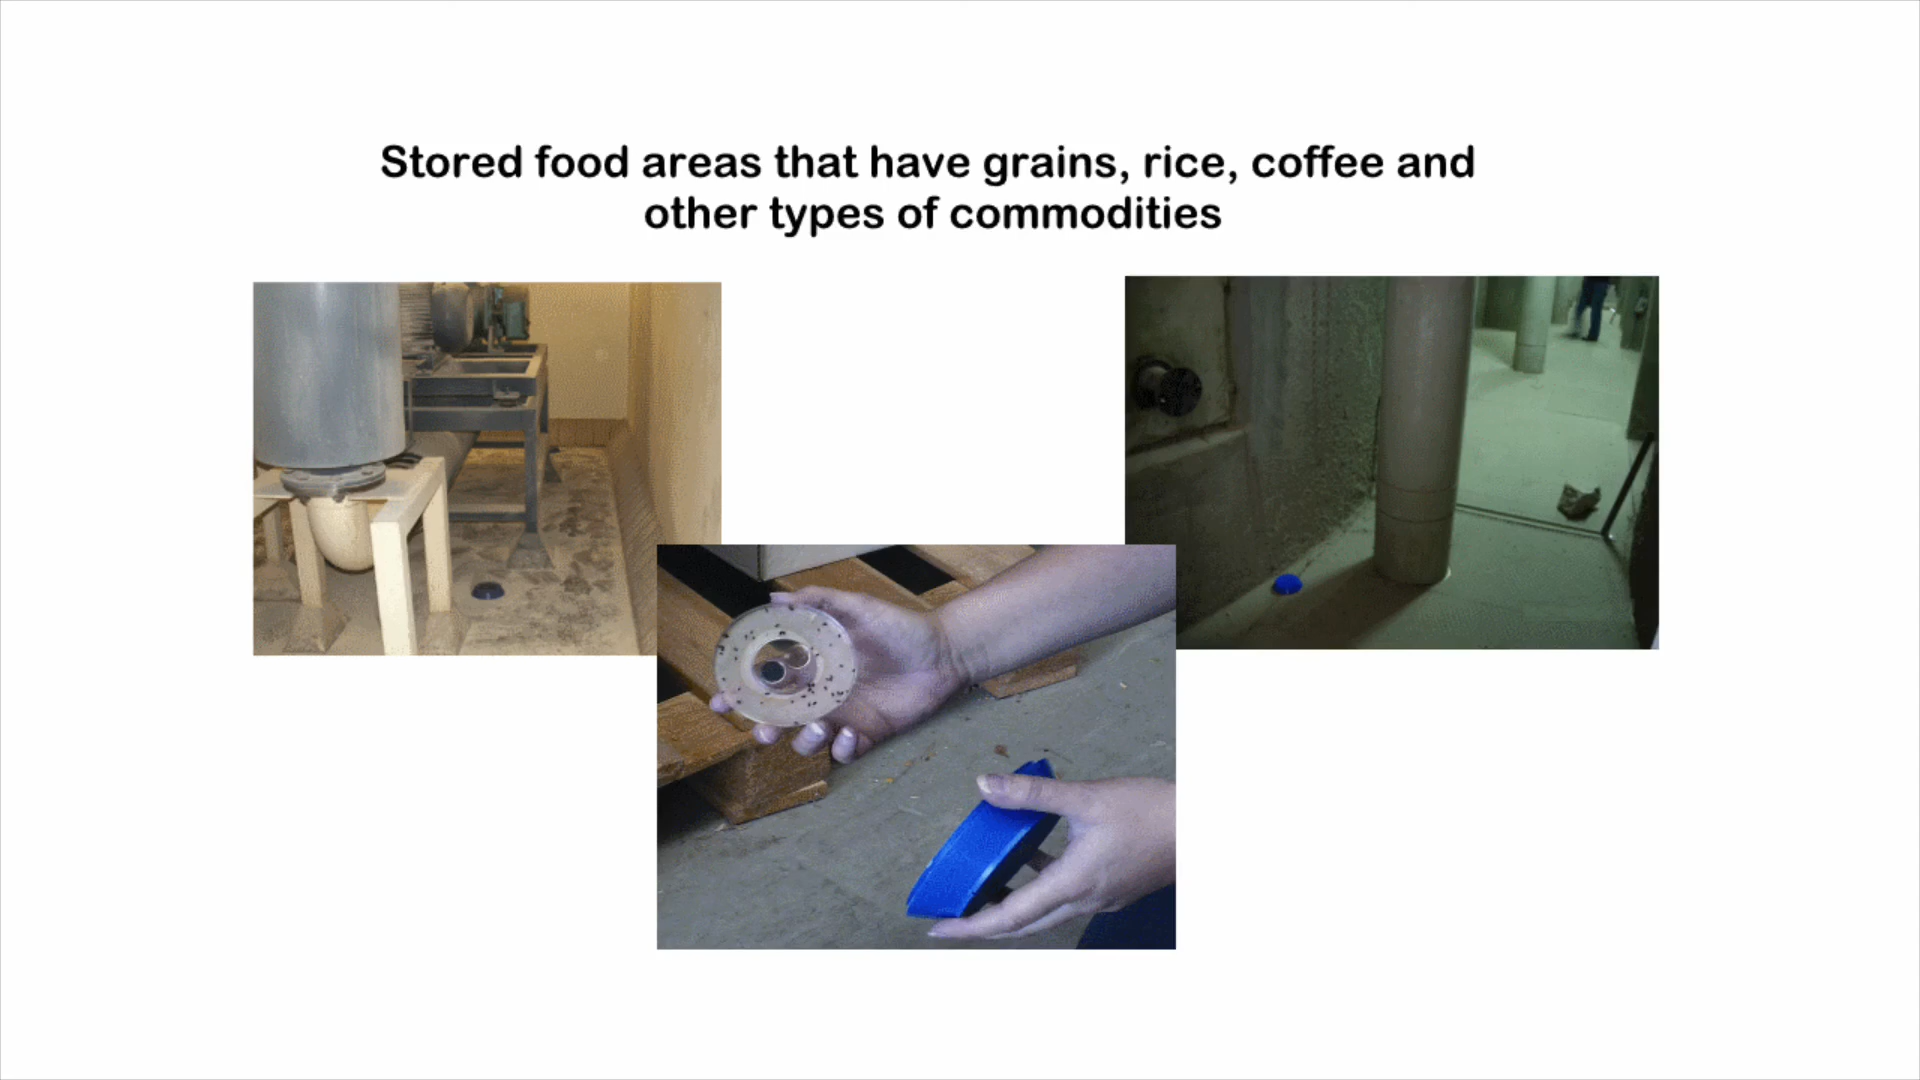 Stored food areas that have grains, rice, coffee and
other types of commodities